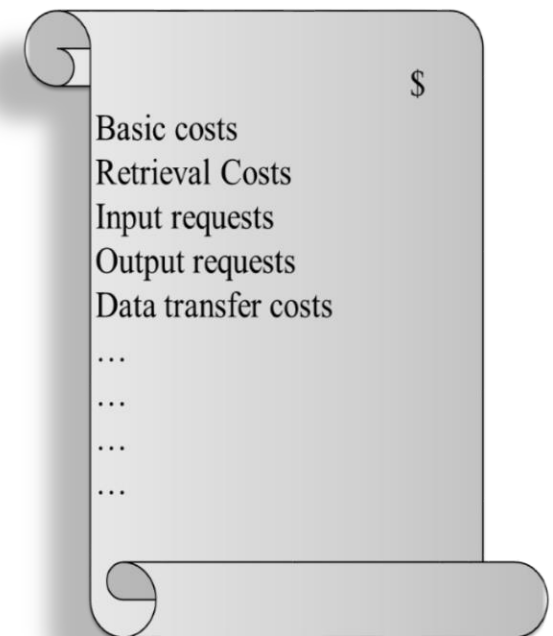 $
Basic costs
Retrieval Costs
Input requests
Output requests
Data transfer costs
…
…
…
…